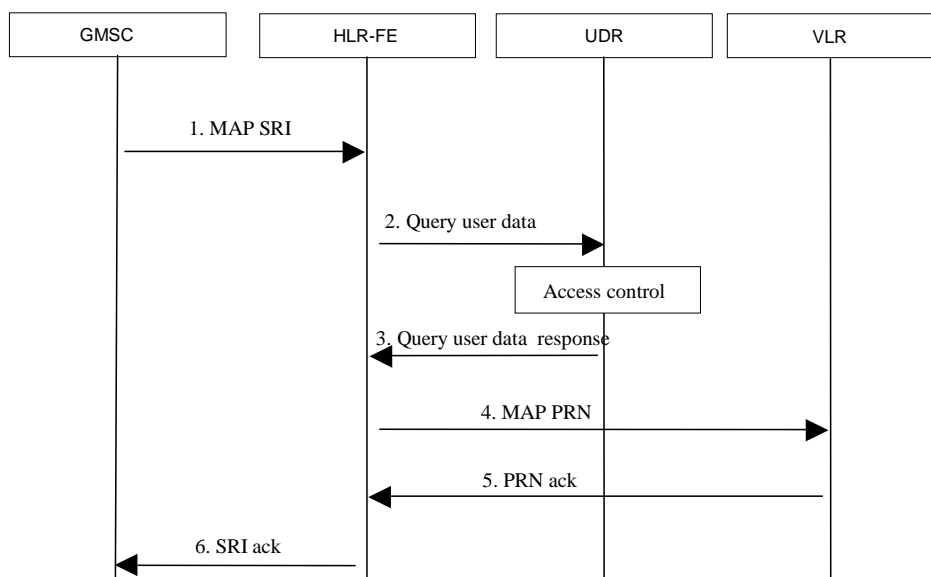 GMSC
HLR-FE
UDR
VLR
1. MAP SRI
2. Query user data
Access control
3. Query user data response
4. MAP PRN
5. PRN ack
6. SRI ack